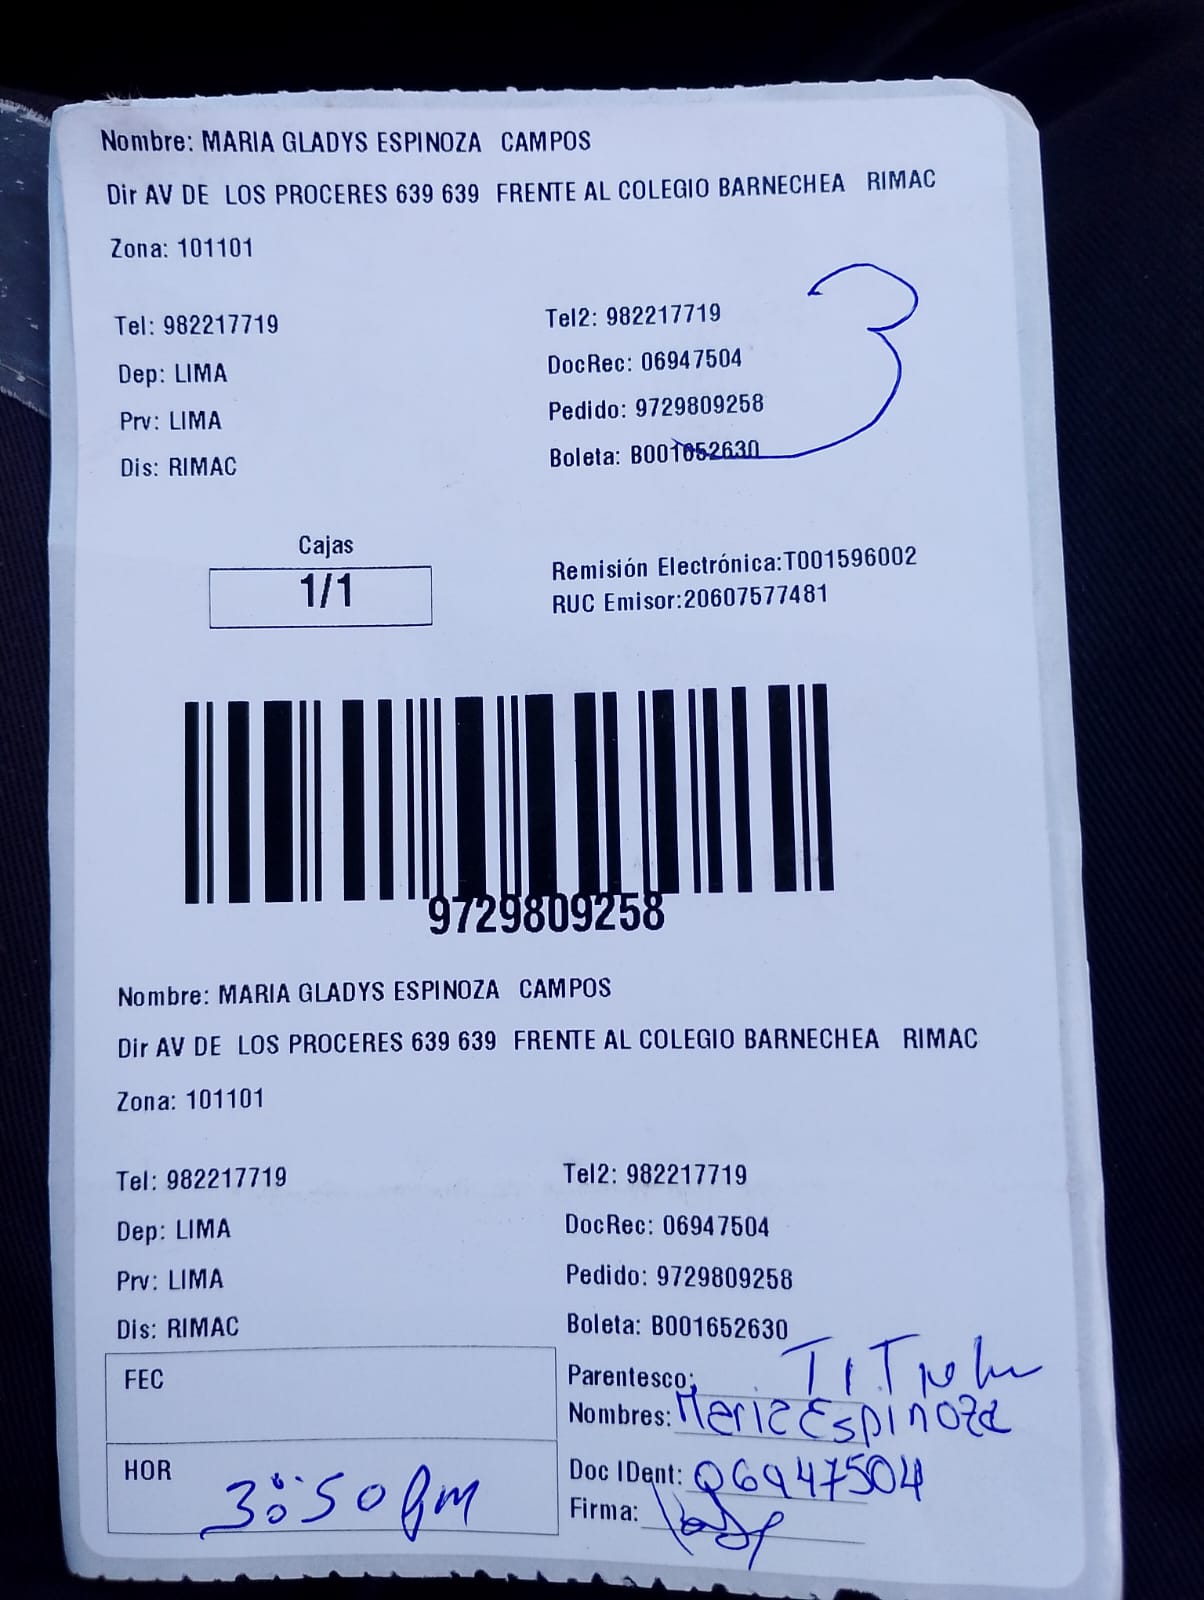 Nombre: MARIA GLADYS ESPINOZA CAMPOS
Dir AV DE LOS PROCERES 639 639 FRENTE AL COLEGIO BARNECHEA RIMAC
Zona: 101101
3
Tel: 982217719 Tel2: 982217719
Dep: LIMA DocRec: 06947504
Prv: LIMA Pedido: 9729809258
Dis: RIMAC Boleta: B001652630
Cajas
1/1
Remisión Electrónica:T001596002
RUC Emisor:20607577481
9729809258
Nombre: MARIA GLADYS ESPINOZA CAMPOS
Dir AV DE LOS PROCERES 639 639 FRENTE AL COLEGIO BARNECHEA RIMAC
Zona: 101101
Tel: 982217719 Tel2: 982217719
Dep: LIMA DocRec: 06947504
Prv: LIMA Pedido: 9729809258
Dis: RIMAC Boleta: B001652630
FEC
Parentesco:
Nombres: Maria Espinoza
HOR 3:50 pm
Doc IDent: 06947504
Firma: